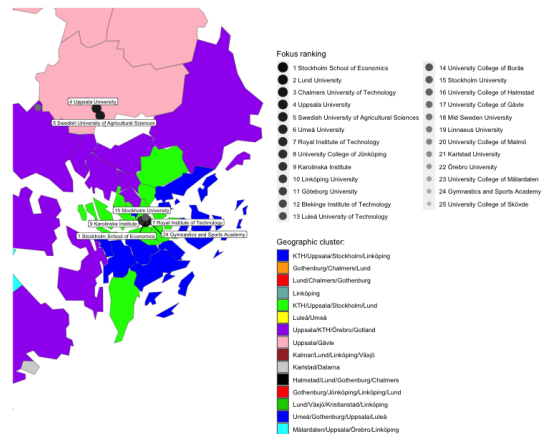 4 Uppsala University
5 Swedish University of Agricultural Sciences
15 Stockholm University
9 Karolinska Institute
7 Royal Institute of Technology
1 Stockholm School of Economics
24 Gymnastics and Sports Academy
Fokus ranking
1 Stockholm School of Economics
2 Lund University
3 Chalmers University of Technology
4 Uppsala University
5 Swedish University of Agricultural Sciences
6 Umeå University
7 Royal Institute of Technology
8 University College of Jönköping
9 Karolinska Institute
10 Linköping University
11 Göteborg University
12 Blekinge Institute of Technology
13 Luleå University of Technology
14 University College of Borås
15 Stockholm University
16 University College of Halmstad
17 University College of Gävle
18 Mid Sweden University
19 Linnaeus University
20 University College of Malmö
21 Karlstad University
22 Örebro University
23 University College of Mälardalen
24 Gymnastics and Sports Academy
25 University College of Skövde
Geographic cluster:
KTH/Uppsala/Stockholm/Linköping
Gothenburg/Chalmers/Lund
Lund/Chalmers/Gothenburg
Linköping
KTH/Uppsala/Stockholm/Lund
Luleå/Umeå
Uppsala/KTH/Örebro/Gotland
Uppsala/Gävle
Kalmar/Lund/Linköping/Växjö
Karlstad/Dalarna
Halmstad/Lund/Gothenburg/Chalmers
Gothenburg/Jönköping/Linköping/Lund
Lund/Växjö/Kristianstad/Linköping
Umeå/Gothenburg/Uppsala/Luleå
Mälardalen/Uppsala/Örebro/Linköping